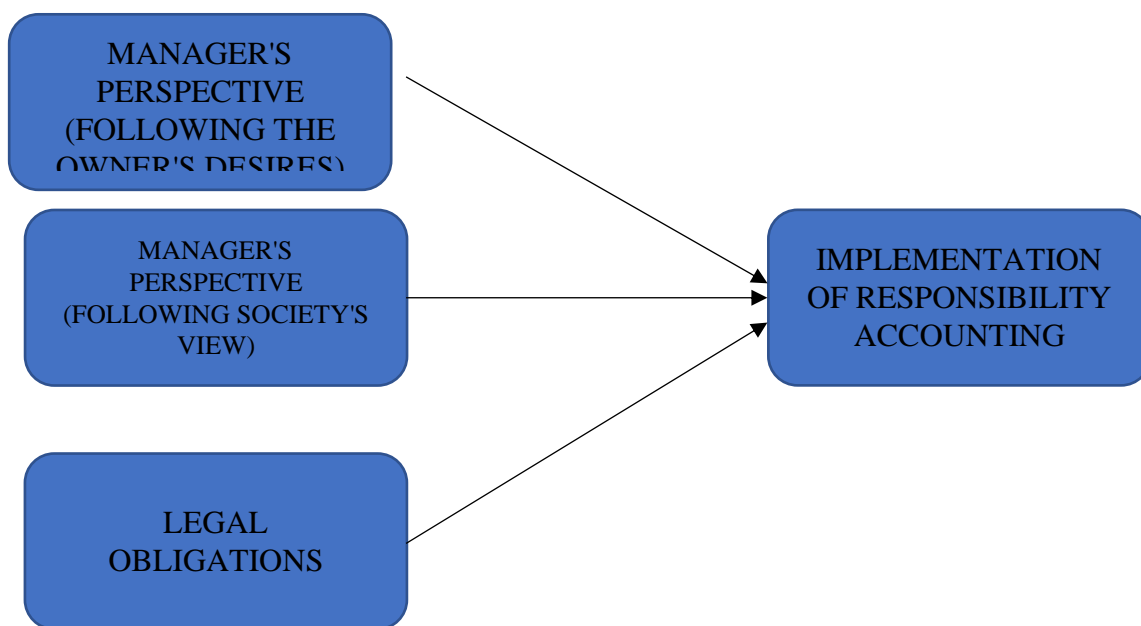 MANAGER'S
PERSPECTIVE
(FOLLOWING THE
OWNER'S DESIRES)
MANAGER'S
PERSPECTIVE
(FOLLOWING SOCIETY'S
VIEW)
LEGAL
OBLIGATIONS
IMPLEMENTATION
OF RESPONSIBILITY
ACCOUNTING